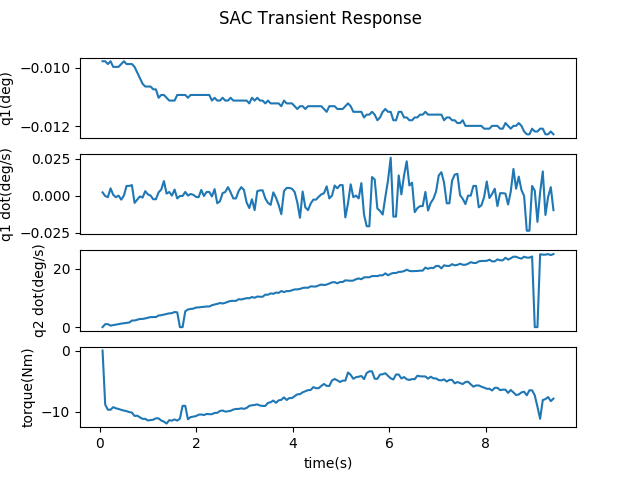 SAC Transient Response
q1(deg)
−0.010
−0.012
q1 dot(deg/s)
0.025
0.000
−0.025
q2 dot(deg/s)
20
0
torque(Nm)
0
−10
0 2 4 6 8
time(s)